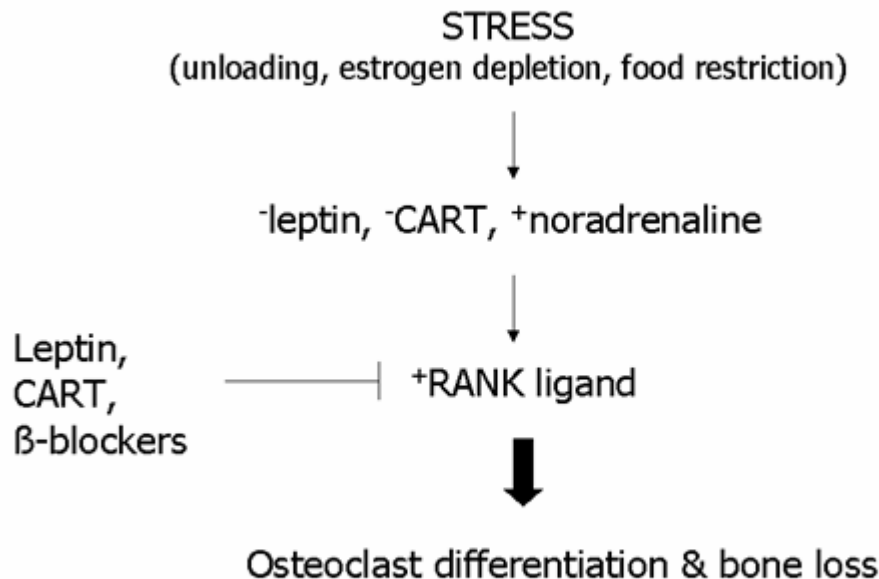 STRESS
(unloading, estrogen depletion, food restriction)
⁻leptin, ⁻CART, ⁺noradrenaline
Leptin,
CART,
ß-blockers
⁺RANK ligand
Osteoclast differentiation & bone loss